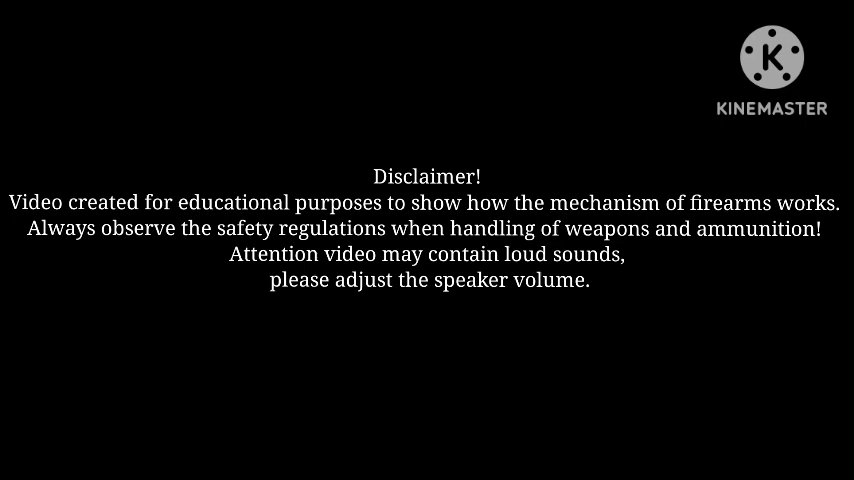 KINEMASTER
Disclaimer!
Video created for educational purposes to show how the mechanism of firearms works.
Always observe the safety regulations when handling of weapons and ammunition!
Attention video may contain loud sounds,
please adjust the speaker volume.